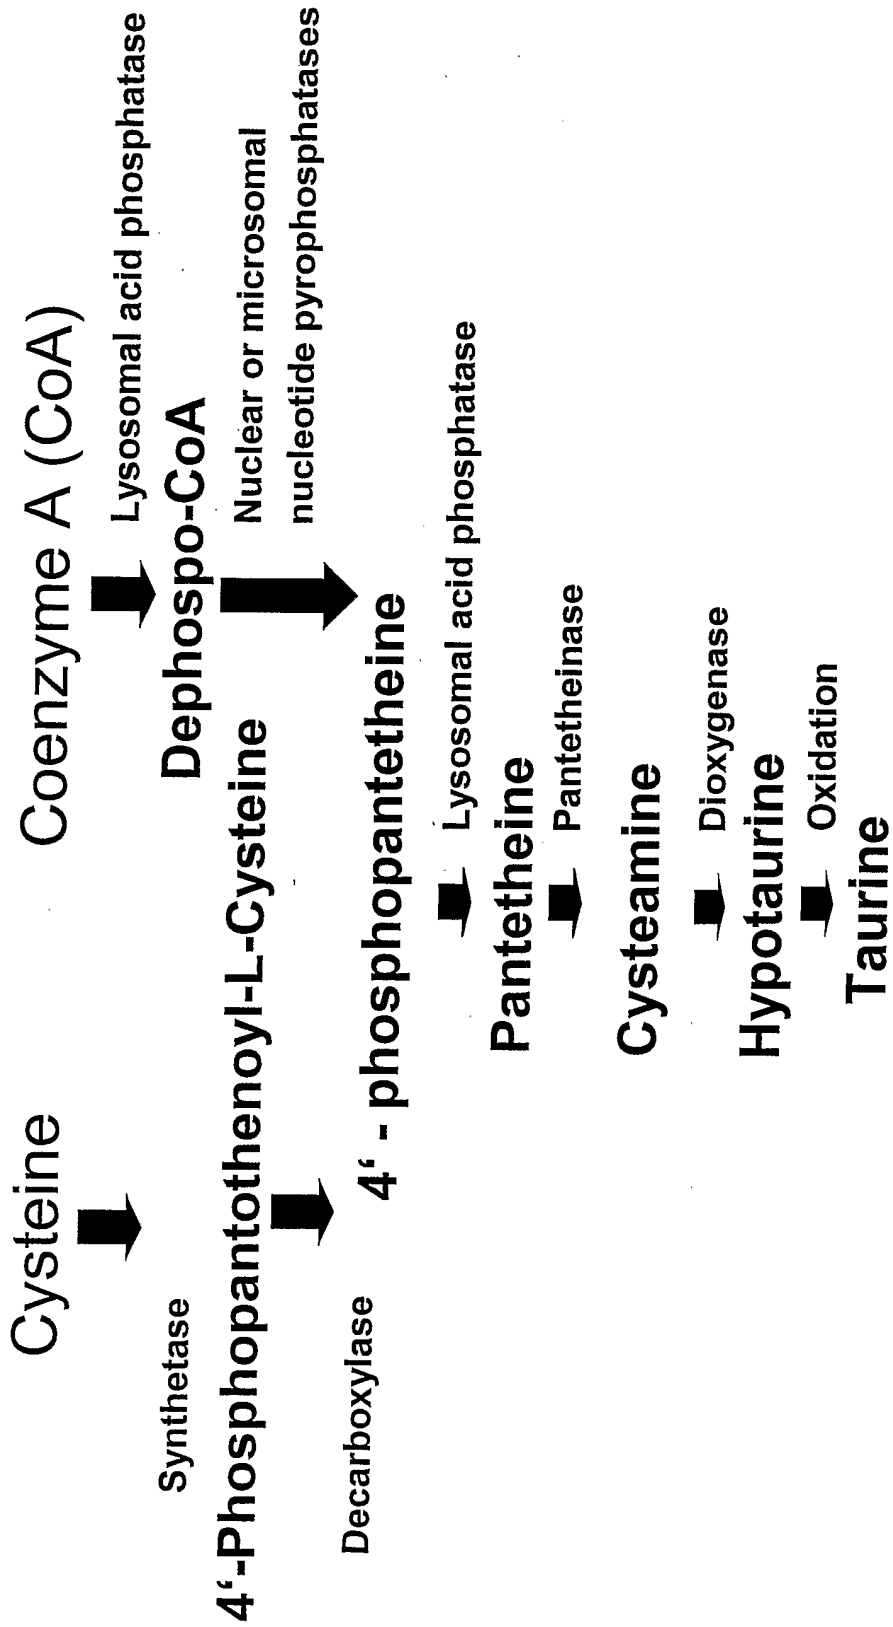 Cysteine
Coenzyme A (CoA)
Lysosomal acid phosphatase
Synthetase
Dephospo-CoA
4‘-Phosphopantothenoyl-L-Cysteine
Nuclear or microsomal
nucleotide pyrophosphatases
Decarboxylase
4‘ - phosphopantetheine
Lysosomal acid phosphatase
Pantetheine
Pantetheinase
Cysteamine
Dioxygenase
Hypotaurine
Oxidation
Taurine